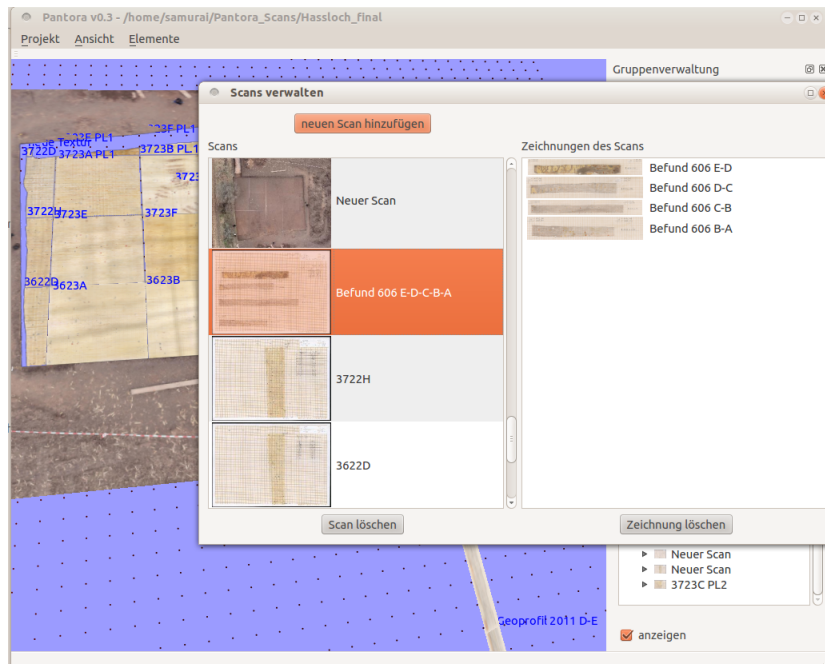 Pantora v0.3 - /home/samurai/Pantora_Scans/Hassloch_final
Projekt Ansicht Elemente
Gruppenverwaltung
Scans verwalten
neuen Scan hinzufügen
Scans
Zeichnungen des Scans
Neuer Scan
Befund 606 E-D-C-B-A
3722H
3622D
Befund 606 E-D
Befund 606 D-C
Befund 606 C-B
Befund 606 B-A
Scan löschen
Zeichnung löschen
Neuer Scan
Neuer Scan
3723C PL2
anzeigen
3723F PL1
3722D 3723A PL1
3723B PL1
3722H 3723E
3723F
3622D 3623A
3623B
Geoprofil 2011 D-E